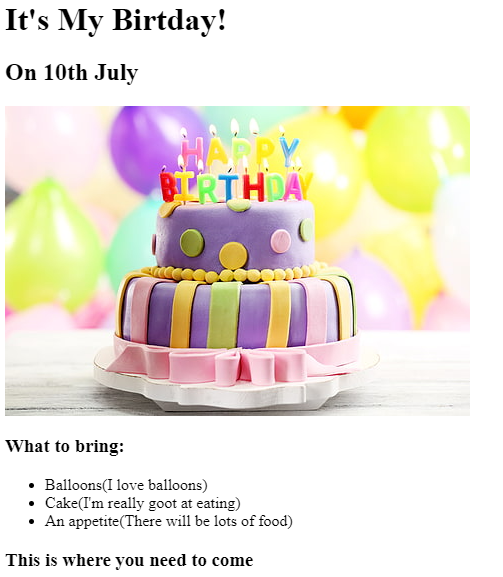 It's My Birtday!
On 10th July
HAPPY
BIRTHDAY
What to bring:
Balloons(I love balloons)
Cake(I'm really goot at eating)
An appetite(There will be lots of food)
This is where you need to come